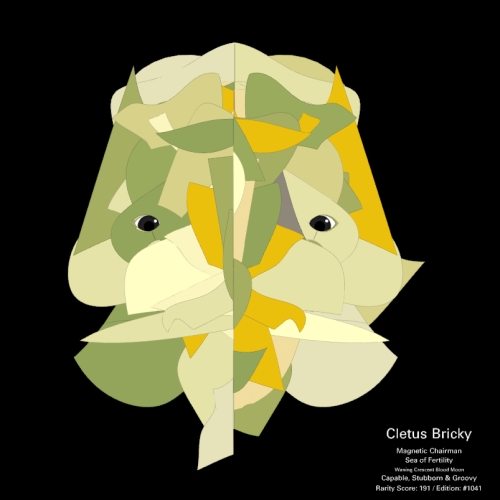 Cletus Bricky
Magnetic Chairman
Sea of Fertility
Waning Crescent Blood Moon
Capable, Stubborn & Groovy
Rarity Score: 191 / Edition: #1041